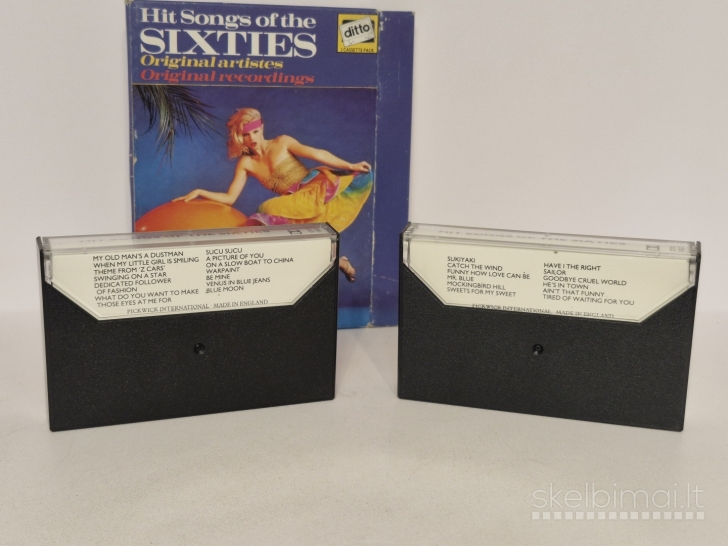 Hit Songs of the
SIXTIES
Original artistes
Original recordings
ditto
2 CASSETTE PACK
MY OLD MAN'S A DUSTMAN
WHEN MY LITTLE GIRL IS SMILING
THEME FROM 'Z CARS'
SWINGING ON A STAR
DEDICATED FOLLOWER
OF FASHION
WHAT DO YOU WANT TO MAKE
THOSE EYES AT ME FOR
SUCU SUCU
A PICTURE OF YOU
ON A SLOW BOAT TO CHINA
WARPAINT
BE MINE
VENUS IN BLUE JEANS
BLUE MOON
PICKWICK INTERNATIONAL MADE IN ENGLAND
SUKIYAKI
CATCH THE WIND
FUNNY HOW LOVE CAN BE
MR. BLUE
MOCKINGBIRD HILL
SWEETS FOR MY SWEET
HAVE I THE RIGHT
SAILOR
GOODBYE CRUEL WORLD
HE'S IN TOWN
AIN'T THAT FUNNY
TIRED OF WAITING FOR YOU
PICKWICK INTERNATIONAL MADE IN ENGLAND
skelbimai.lt